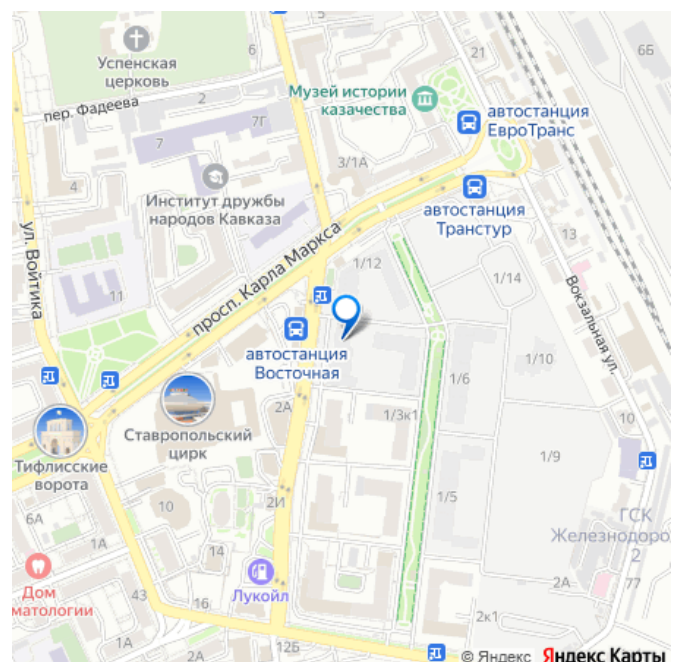 Успенская
церковь
6
21
6Б
пер. Фадеева
2
7Г
7
Музей истории
казачества
автостанция
ЕвроТранс
3/1А
4
Институт дружбы
народов Кавказа
автостанция
Транстур
ул. Войтика
просп. Карла Маркса
13
1/12
1/14
11
Вокзальная ул.
автостанция
Восточная
1/10
1/6
2А
1/3к1
10
Ставропольский
цирк
Тифлисские
ворота
1/9
1/5
2И
10
6А
ГСК
Железнодоро
2
1А
14
Дом
матологии
Лукойл
2А
77
43
16
2к1
1А
12Б
2
© Яндекс Яндекс Карты